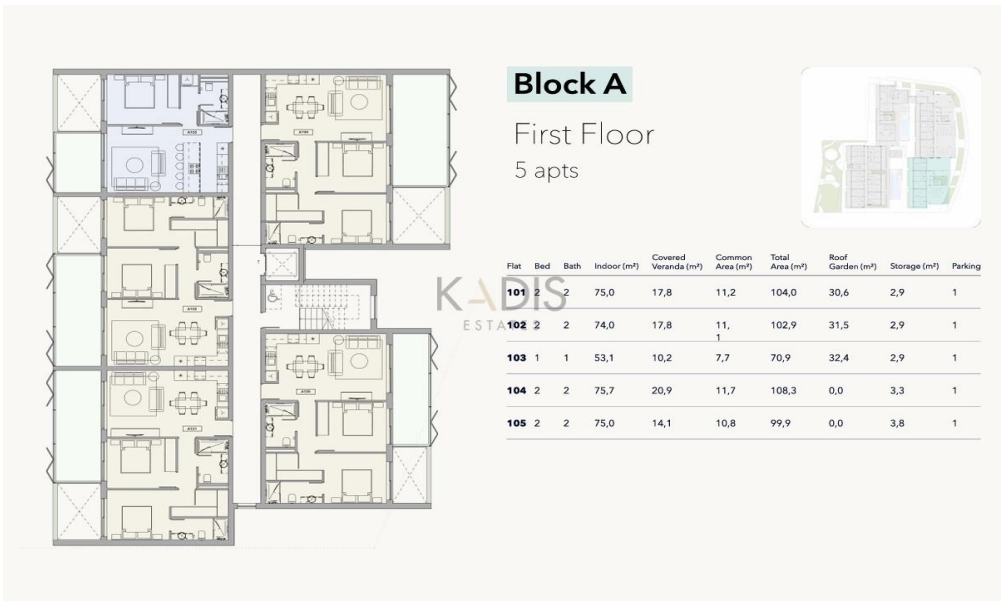 Block A
First Floor
5 apts
A103
A104
A102
A101
A105
KADIS
ESTATES
Flat Bed Bath Indoor (m²) Covered Veranda (m²) Common Area (m²) Total Area (m²) Roof Garden (m²) Storage (m²) Parking
101 2 2 75,0 17,8 11,2 104,0 30,6 2,9 1
102 2 2 74,0 17,8 11,1 102,9 31,5 2,9 1
103 1 1 53,1 10,2 7,7 70,9 32,4 2,9 1
104 2 2 75,7 20,9 11,7 108,3 0,0 3,3 1
105 2 2 75,0 14,1 10,8 99,9 0,0 3,8 1